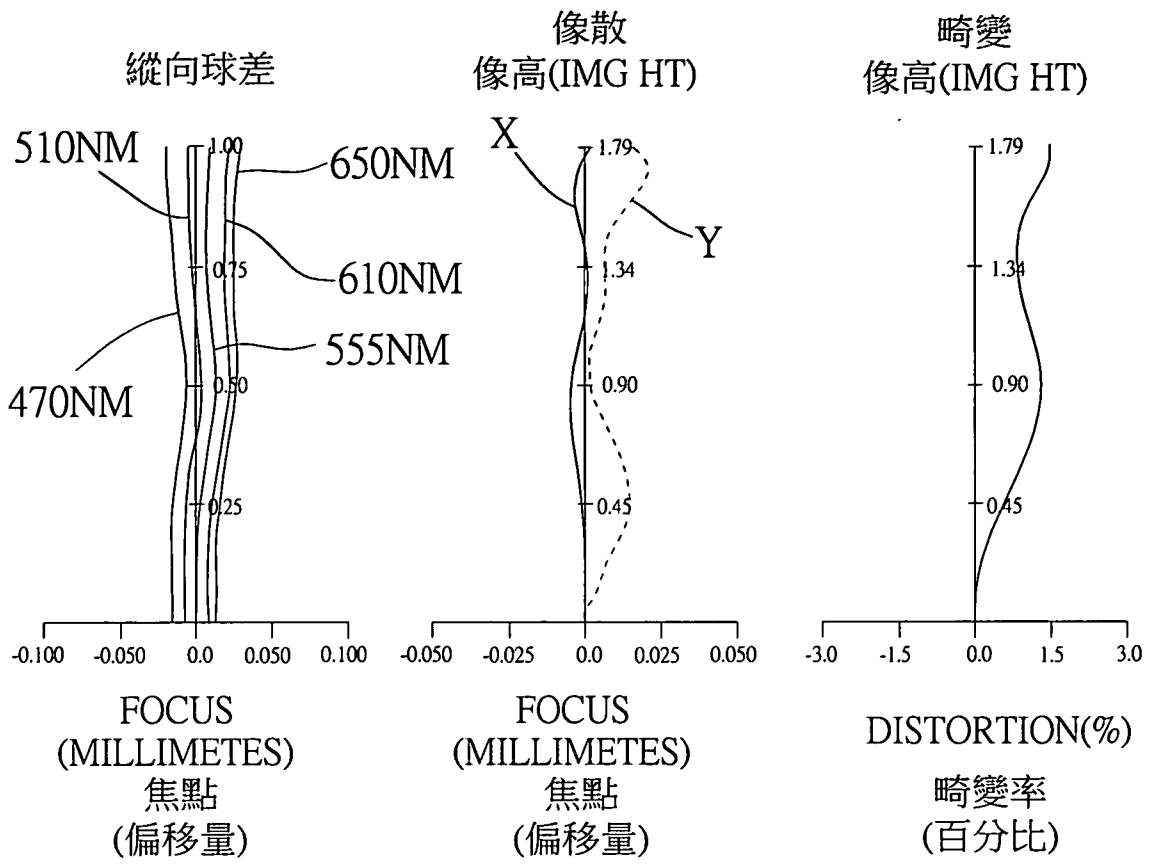 縱向球差
510NM
470NM
650NM
610NM
555NM
1.00
0.75
0.50
0.25
-0.100
-0.050
0.0
0.050
0.100
FOCUS
(MILLIMETES)
焦點
(偏移量)
像散
像高(IMG HT)
X
Y
1.79
1.34
0.90
0.45
-0.050
-0.025
0.0
0.025
0.050
FOCUS
(MILLIMETES)
焦點
(偏移量)
畸變
像高(IMG HT)
1.79
1.34
0.90
0.45
-3.0
-1.5
0.0
1.5
3.0
DISTORTION(%)
畸變率
(百分比)